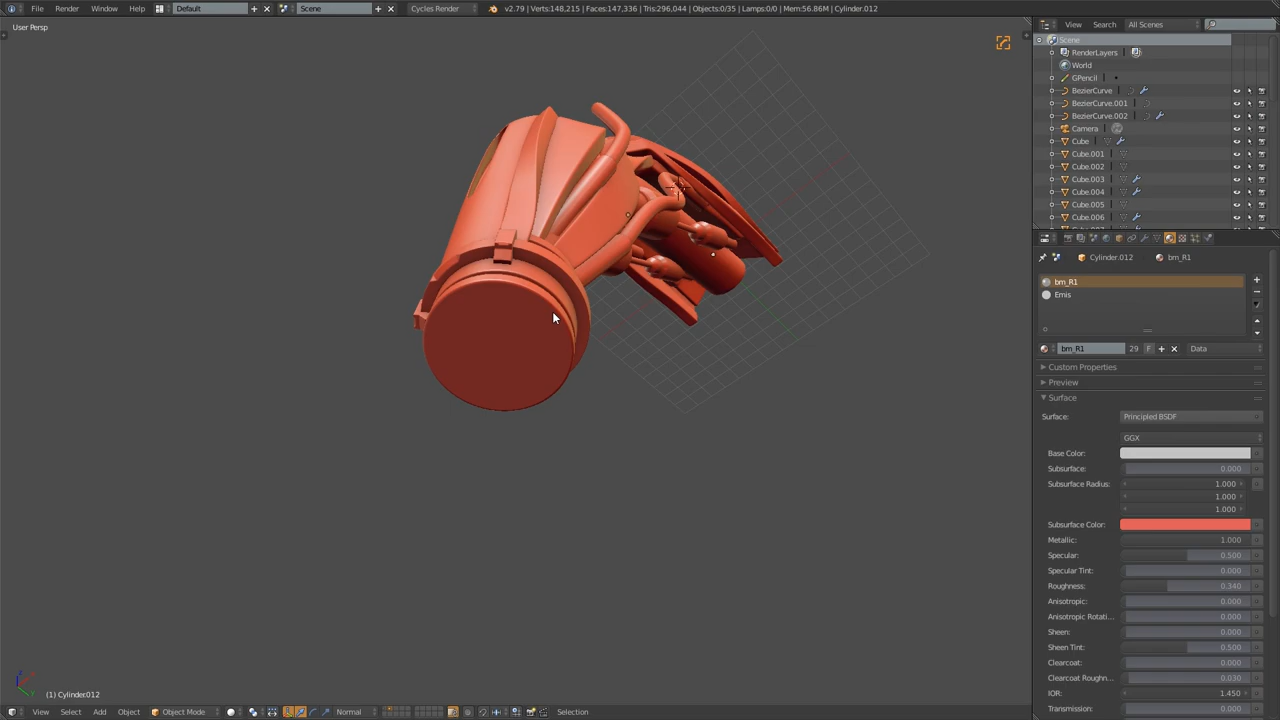 File Render Window Help Default Scene Cycles Render v2.79 | Verts:148,215 | Faces:147,336 | Tris:296,044 | Objects:0/35 | Lamps:0/0 | Mem:56.86M | Cylinder.012
User Persp
View Search All Scenes
Scene
RenderLayers
World
GPencil
BezierCurve
BezierCurve.001
BezierCurve.002
Camera
Cube
Cube.001
Cube.002
Cube.003
Cube.004
Cube.005
Cube.006
Cylinder.012 bm_R1
bm_R1
Emis
bm_R1 29 F Data
Custom Properties
Preview
Surface
Surface: Principled BSDF
GGX
Base Color:
Subsurface: 0.000
Subsurface Radius: 1.000
1.000
1.000
Subsurface Color:
Metallic: 1.000
Specular: 0.500
Specular Tint: 0.000
Roughness: 0.340
Anisotropic: 0.000
Anisotropic Rotati... 0.000
Sheen: 0.000
Sheen Tint: 0.500
Clearcoat: 0.000
Clearcoat Roughn... 0.030
IOR: 1.450
Transmission: 0.000
(1) Cylinder.012
View Select Add Object Object Mode Normal Selection